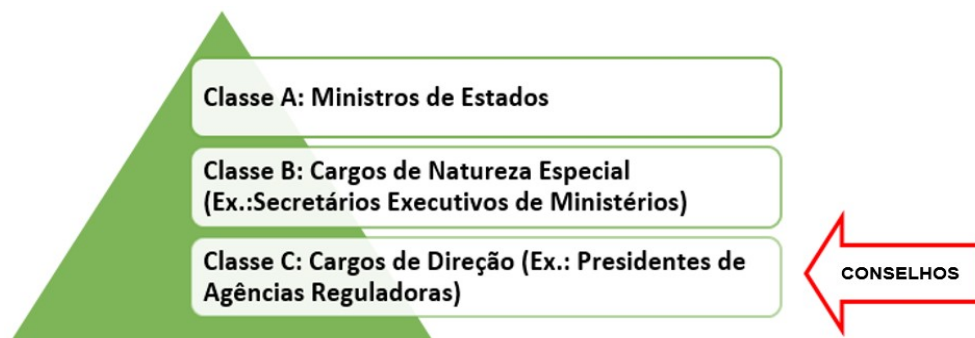 Classe A: Ministros de Estados
Classe B: Cargos de Natureza Especial
(Ex.:Secretários Executivos de Ministérios)
Classe C: Cargos de Direção (Ex.: Presidentes de
Agências Reguladoras)
CONSELHOS